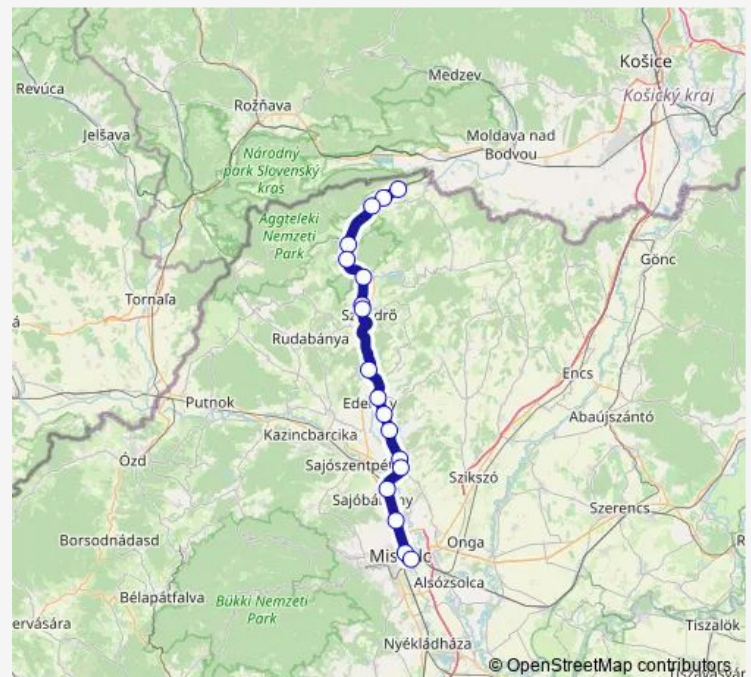 Košice
Medzev
Košický kraj
Revúca
Rožňava
Jelšava
Moldava nad
Bodvou
Národný
park Slovenský
kras
Aggteleki
Nemzeti
Park
Gönc
Tornaľa
Rudabánya
Encs
Putnok
Abaújszántó
Kazincbarcika
Ózd
Szikszó
Szerencs
Borsodnádasd
Onga
Alsózsolca
Bélapátfalva
Bükki Nemzeti
Park
Tiszalök
Nyékládháza
© OpenStreetMap contributors